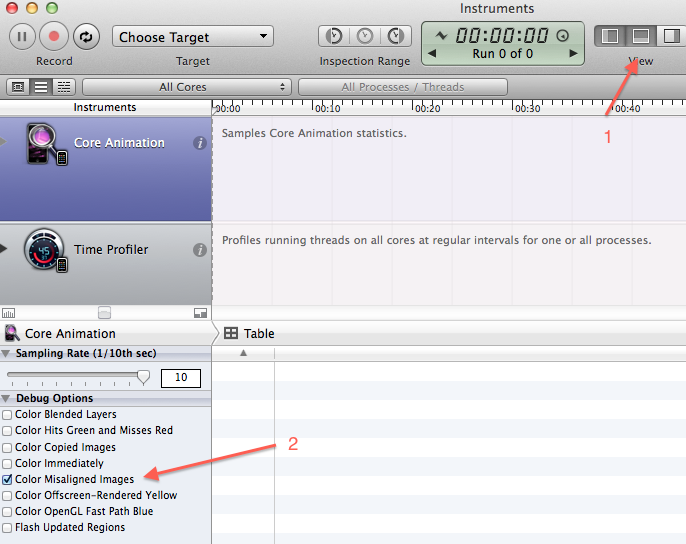 Instruments
Choose Target
00:00:00
Run 0 of 0
Record
Target
Inspection Range
View
All Cores
All Processes / Threads
1
Instruments
00:00
00:10
00:20
00:30
00:40
Core Animation
Samples Core Animation statistics.
45
Time Profiler
Profiles running threads on all cores at regular intervals for one or all processes.
Core Animation
Table
Sampling Rate (1/10th sec)
10
Debug Options
Color Blended Layers
Color Hits Green and Misses Red
Color Copied Images
2
Color Immediately
Color Misaligned Images
Color Offscreen-Rendered Yellow
Color OpenGL Fast Path Blue
Flash Updated Regions